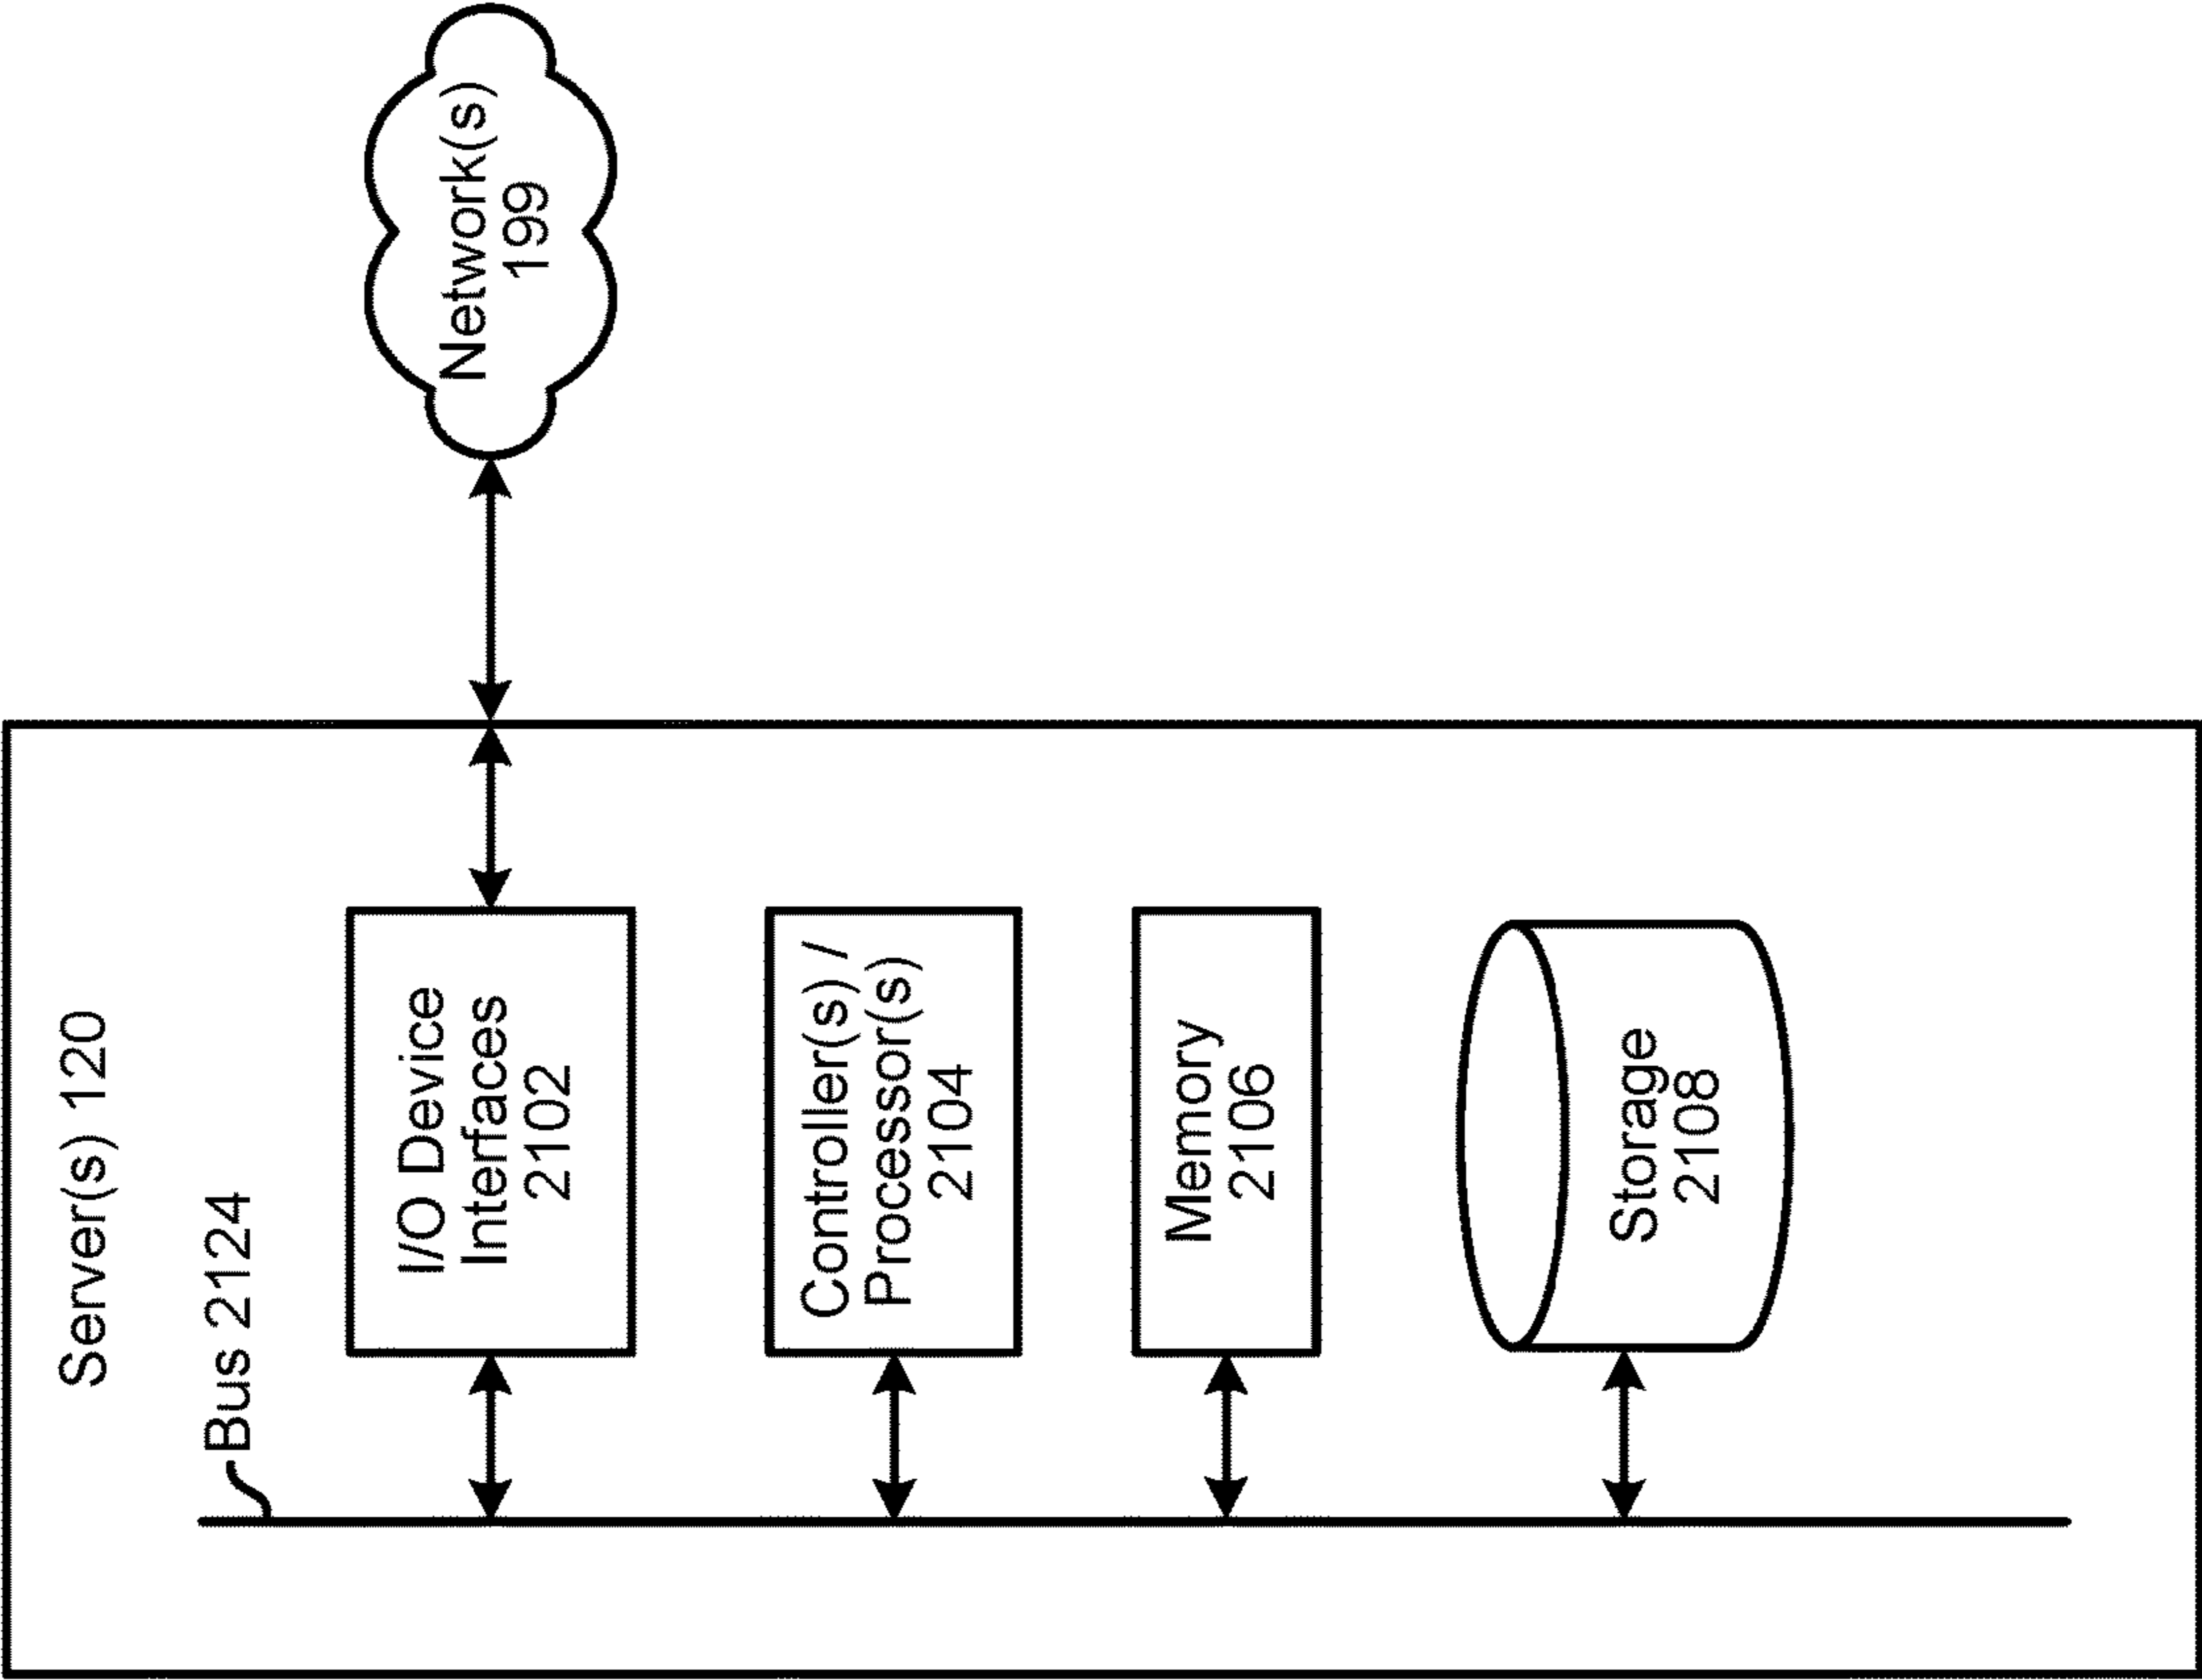 Server(s) 120
Bus 2124
I/O Device
Interfaces
2102
Network(s)
199
Controller(s) /
Processor(s)
2104
Memory
2106
Storage
2108